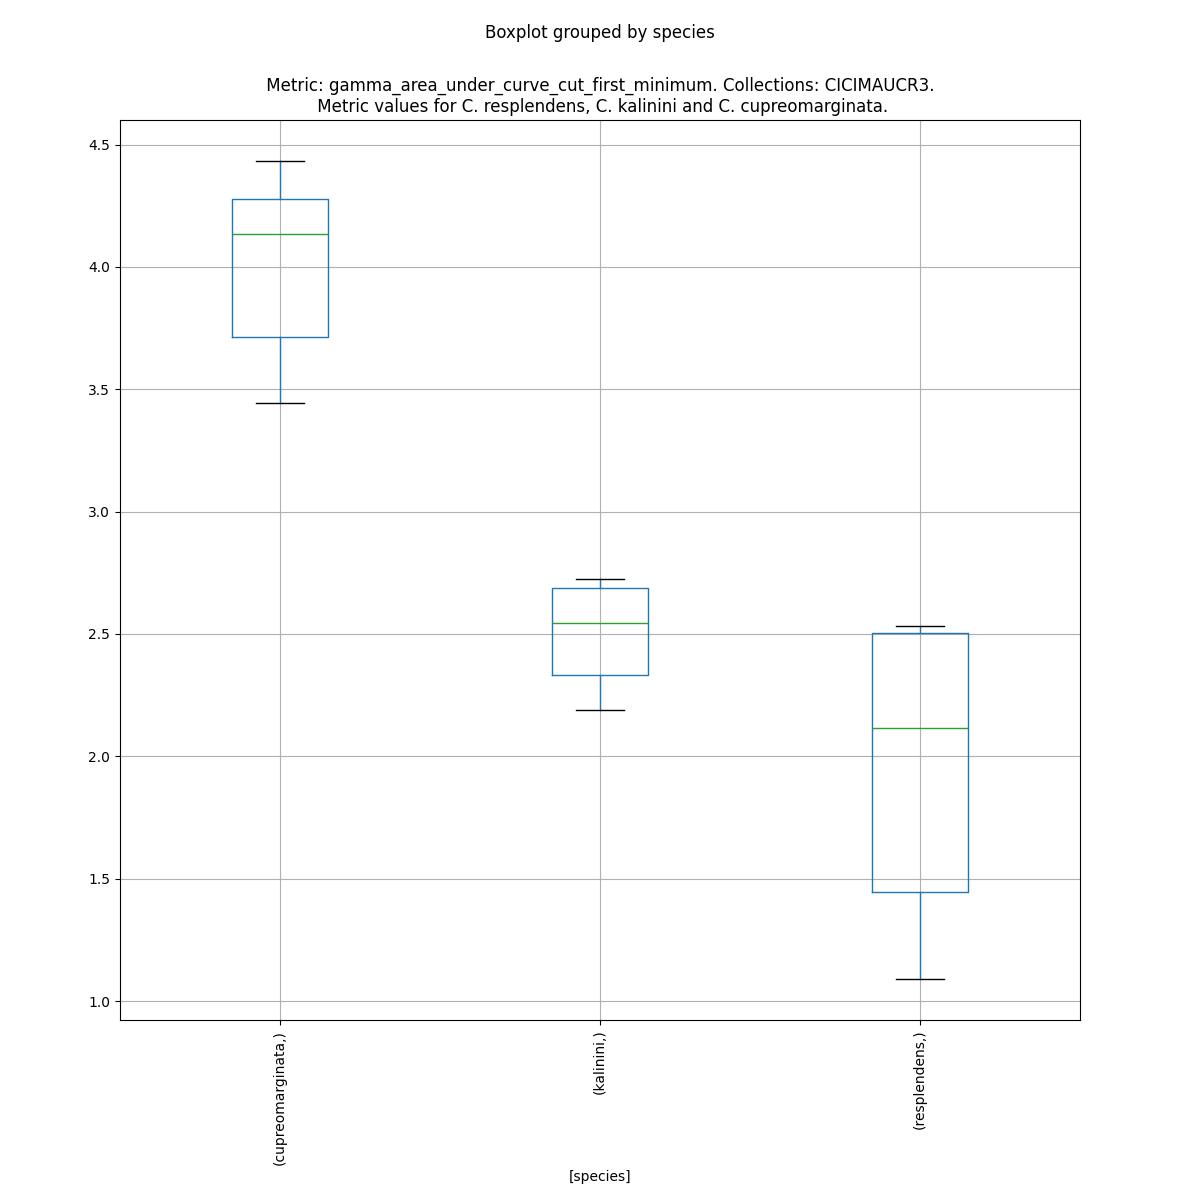 Boxplot grouped by species
Metric: gamma_area_under_curve_cut_first_minimum. Collections: CICIMAUCR3.
Metric values for C. resplendens, C. kalinini and C. cupreomarginata.
4.5
4.0
3.5
3.0
2.5
2.0
1.5
1.0
(cupreomarginata,)
(kalinini,)
(resplendens,)
[species]